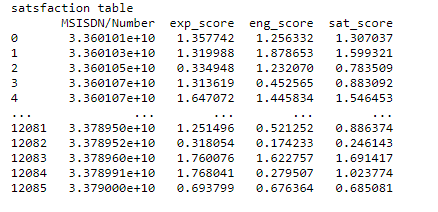 satsfaction table
MSISDN/Number exp_score eng_score sat_score
0 3.360101e+10 1.357742 1.256332 1.307037
1 3.360103e+10 1.319988 1.878653 1.599321
2 3.360105e+10 0.334948 1.232070 0.783509
3 3.360107e+10 1.313619 0.452565 0.883092
4 3.360107e+10 1.647072 1.445834 1.546453
... ... ... ... ...
12081 3.378950e+10 1.251496 0.521252 0.886374
12082 3.378952e+10 0.318054 0.174233 0.246143
12083 3.378960e+10 1.760076 1.622757 1.691417
12084 3.378991e+10 1.768041 0.279507 1.023774
12085 3.379000e+10 0.693799 0.676364 0.685081